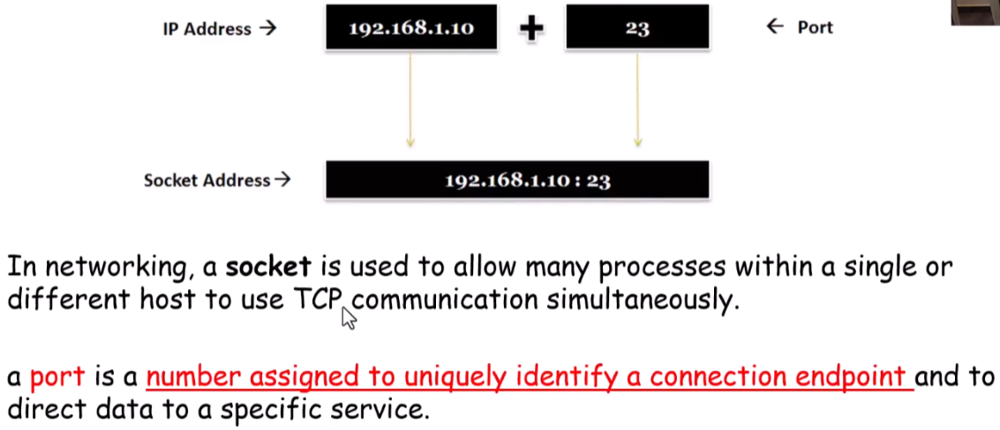 IP Address → 192.168.1.10 + 23 ← Port
Socket Address → 192.168.1.10 : 23
In networking, a socket is used to allow many processes within a single or
different host to use TCP communication simultaneously.
a port is a number assigned to uniquely identify a connection endpoint and to
direct data to a specific service.